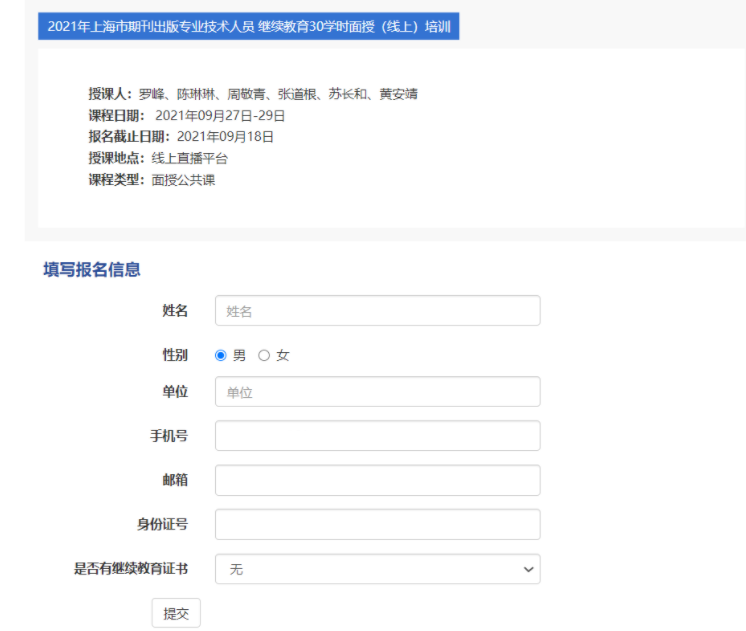 2021年上海市期刊出版专业技术人员 继续教育30学时面授（线上）培训
授课人：罗峰、陈琳琳、周敬青、张道根、苏长和、黄安靖
课程日期： 2021年09月27日-29日
报名截止日期：2021年09月18日
授课地点：线上直播平台
课程类型：面授公共课
填写报名信息
姓名 姓名
性别 男 女
单位 单位
手机号
邮箱
身份证号
是否有继续教育证书 无
提交